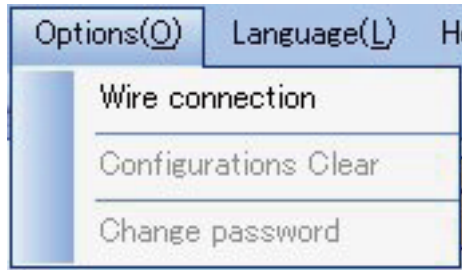 Options(O) Language(L) H
Wire connection
Configurations Clear
Change password